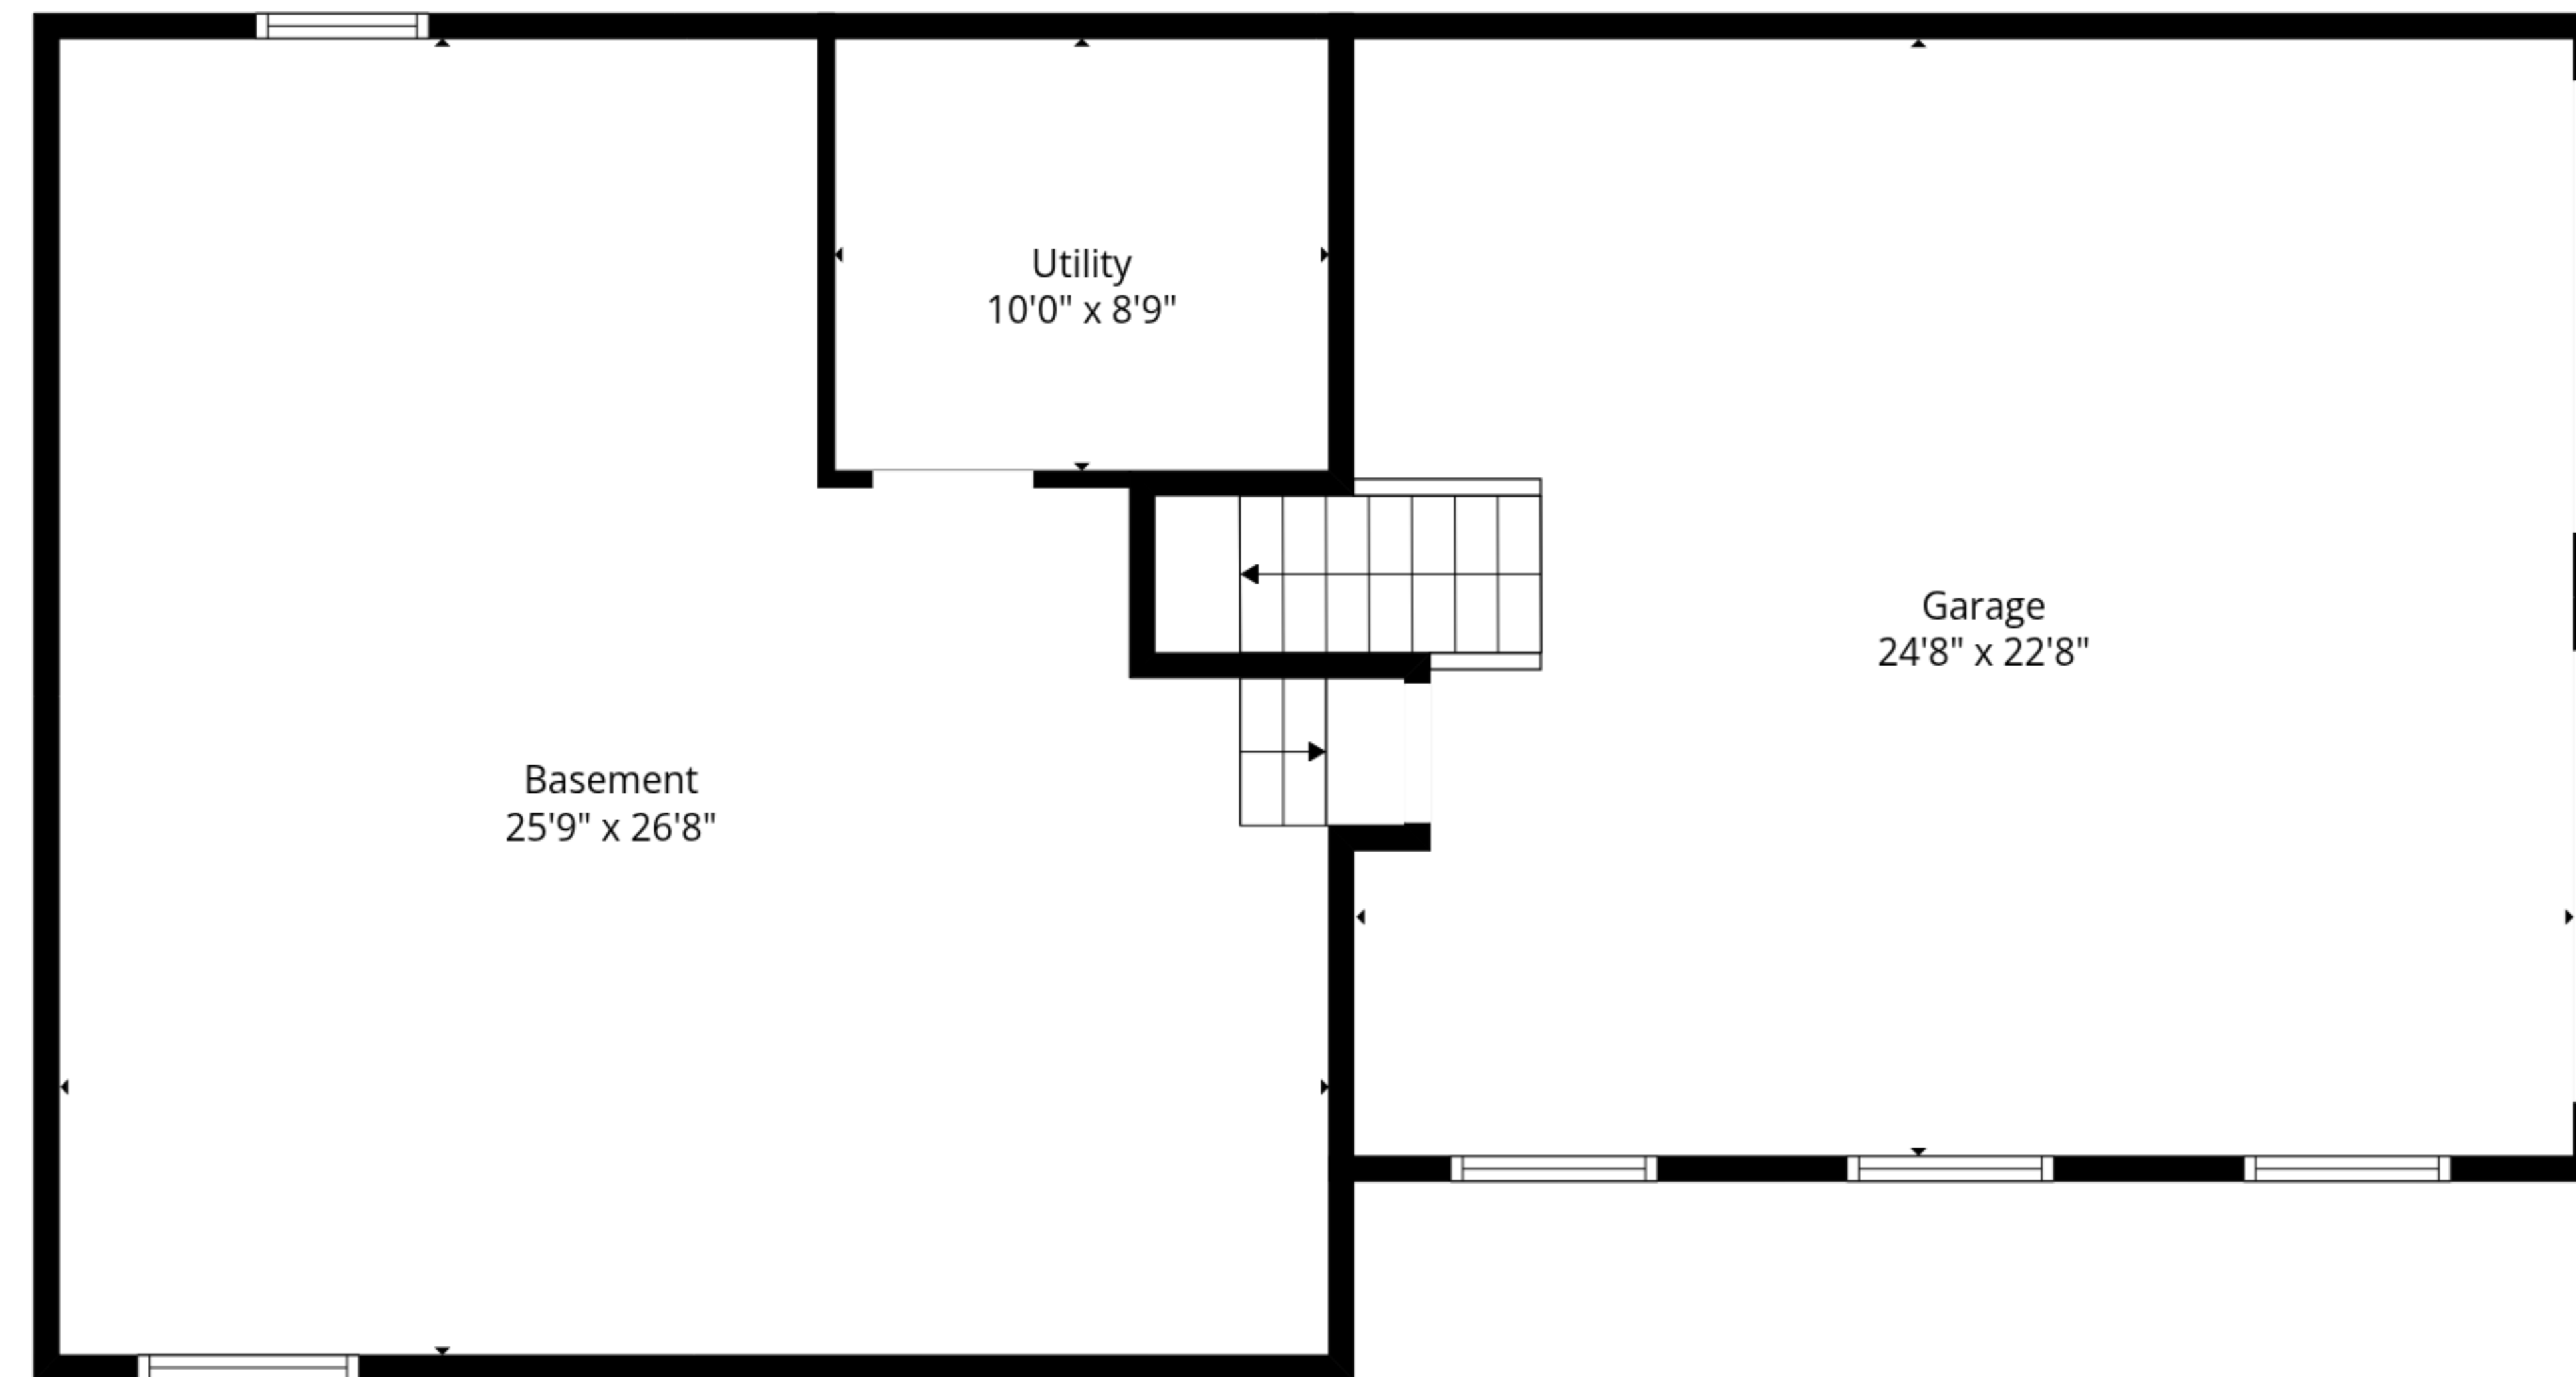 Utility
10'0" x 8'9"
Garage
24'8" x 22'8"
Basement
25'9" x 26'8"